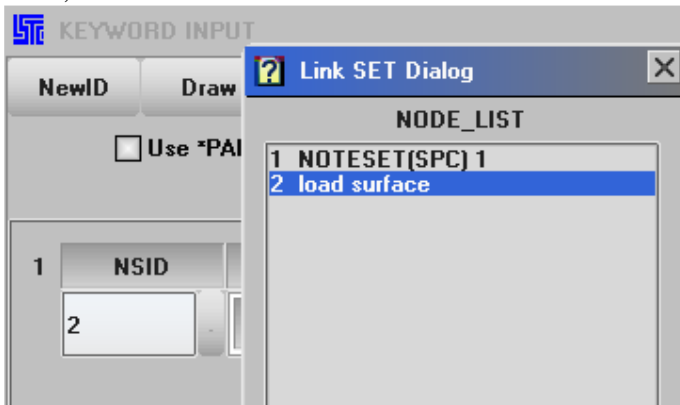 KEYWORD INPUT
NewID Draw
Link SET Dialog
Use *PAI
NODE_LIST
1 NOTESET(SPC) 1
2 load surface
1 NSID
2